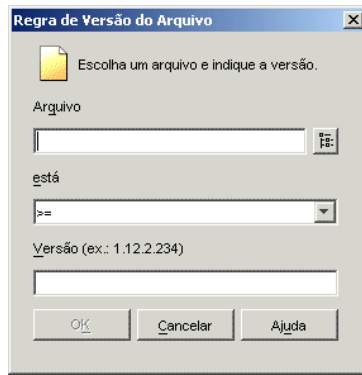 Regra de Versão do Arquivo
Escolha um arquivo e indique a versão.
Arquivo
está
>=
Versão (ex.: 1.12.2.234)
OK
Cancelar
Ajuda